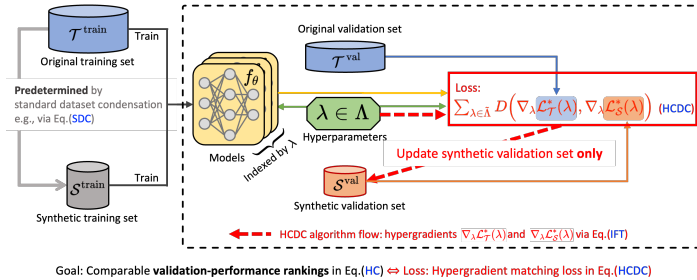 𝒯^train
Original training set
Train
Predetermined by
standard dataset condensation
e.g., via Eq.(SDC)
𝒮^train
Synthetic training set
Train
f_θ
Models
Indexed by λ
Original validation set
𝒯^val
λ ∈ Λ
Hyperparameters
Loss:
∑_{λ∈Λ̃} D(∇_λ ℒ*_𝒯(λ), ∇_λ ℒ*_𝒮(λ)) (HCDC)
Update synthetic validation set only
𝒮^val
Synthetic validation set
HCDC algorithm flow: hypergradients ∇_λℒ*_𝒯(λ) and ∇_λℒ*_𝒮(λ) via Eq.(IFT)
Goal: Comparable validation-performance rankings in Eq.(HC) ⇔ Loss: Hypergradient matching loss in Eq.(HCDC)